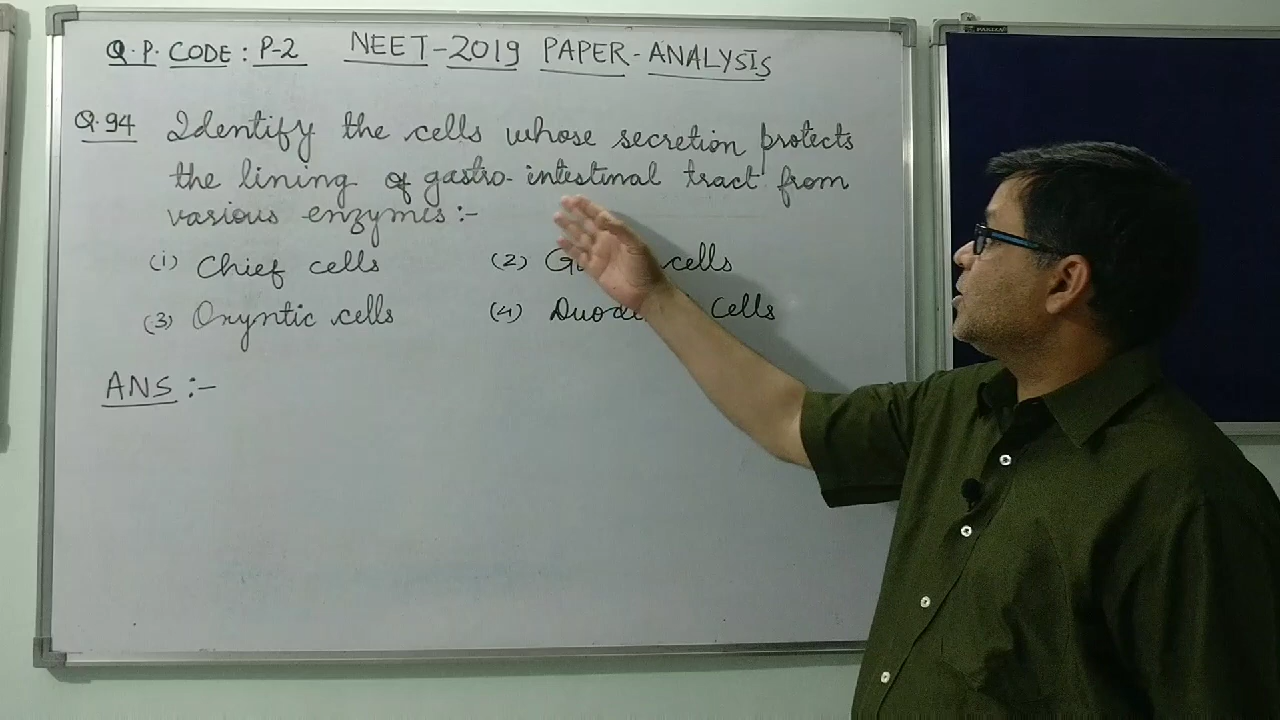 Q.P. CODE: P-2 NEET-2019 PAPER-ANALYSIS
Q.94 Identify the cells whose secretion protects
the lining of gastro-intestinal tract from
various enzymes:-
(1) Chief cells (2) cells
(3) Oxyntic cells (4) Cells
ANS:-